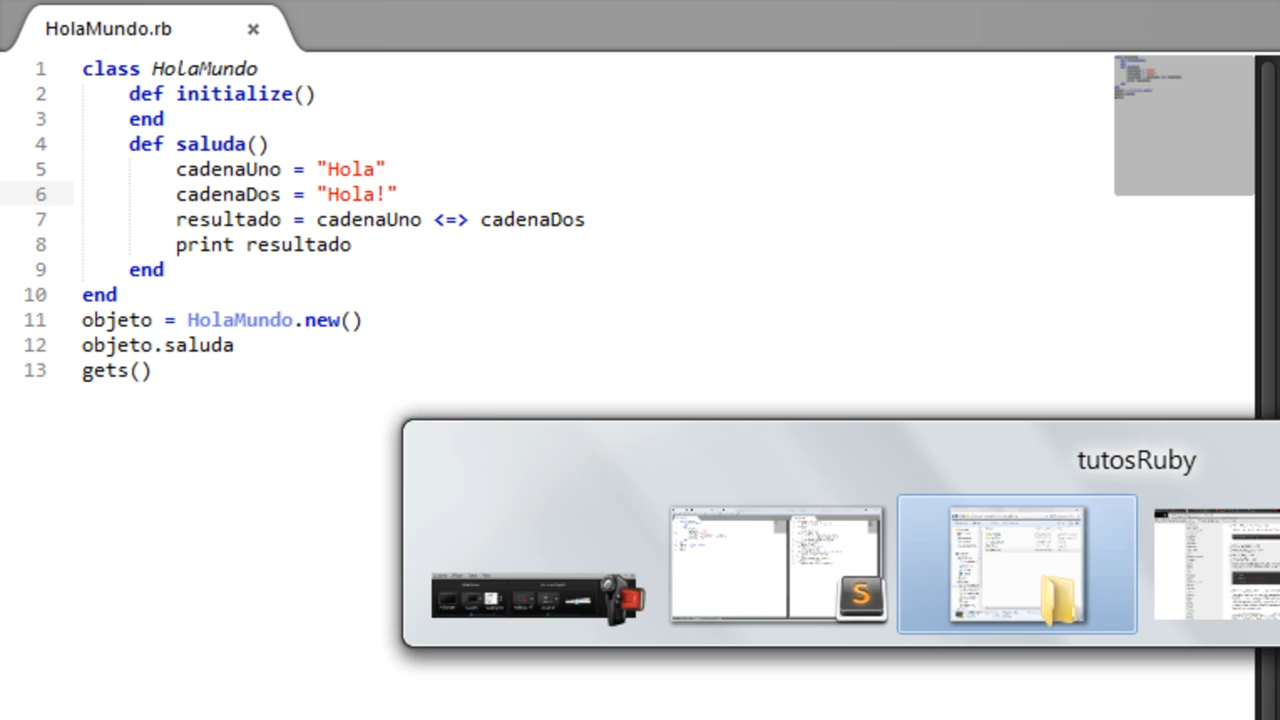 HolaMundo.rb ×
1 class HolaMundo
2 def initialize()
3 end
4 def saluda()
5 cadenaUno = "Hola"
6 cadenaDos = "Hola!"
7 resultado = cadenaUno <=> cadenaDos
8 print resultado
9 end
10 end
11 objeto = HolaMundo.new()
12 objeto.saluda
13 gets()
tutosRuby
S